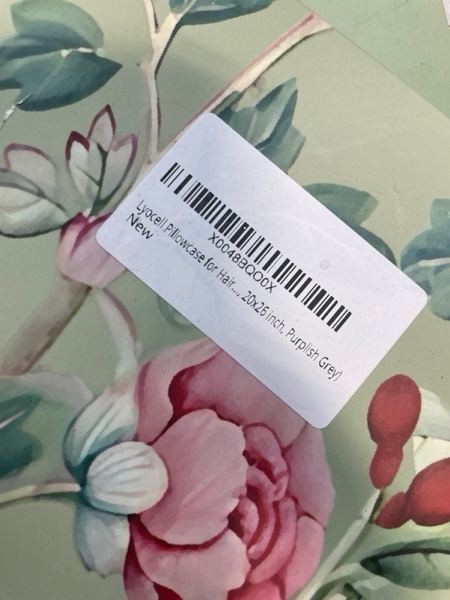 X0048BQO0X
Lyocell Pillowcase for Hair..., 20x26 inch, Purplish Grey)
New